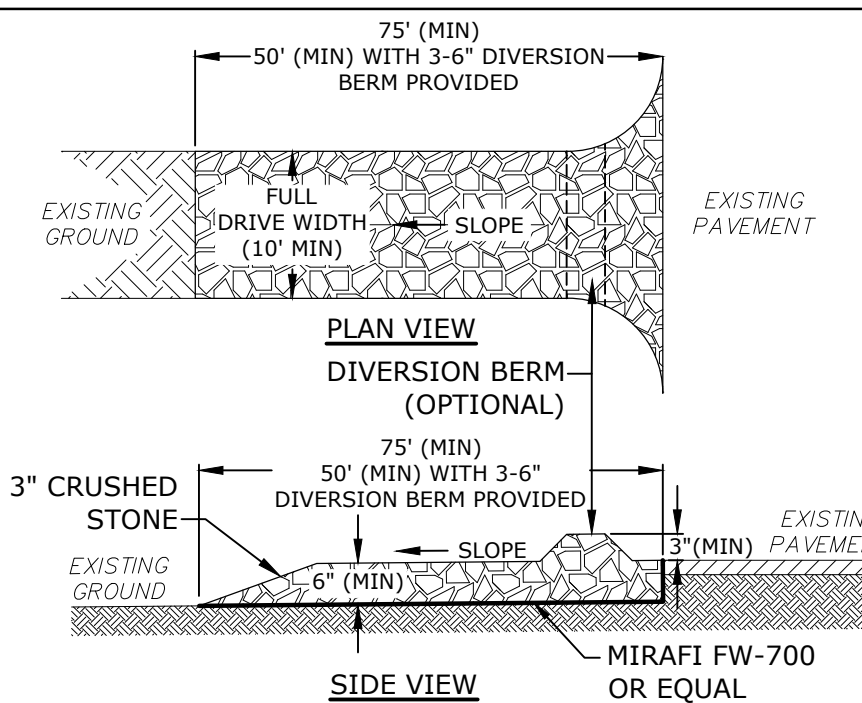 75' (MIN)
50' (MIN) WITH 3-6" DIVERSION
BERM PROVIDED
EXISTING
GROUND
FULL
DRIVE WIDTH
(10' MIN)
SLOPE
EXISTING
PAVEMENT
PLAN VIEW
DIVERSION BERM
(OPTIONAL)
75' (MIN)
50' (MIN) WITH 3-6"
DIVERSION BERM PROVIDED
3" CRUSHED
STONE
EXISTING
GROUND
6" (MIN)
SLOPE
3"(MIN)
EXISTIN
PAVEME
MIRAFI FW-700
OR EQUAL
SIDE VIEW